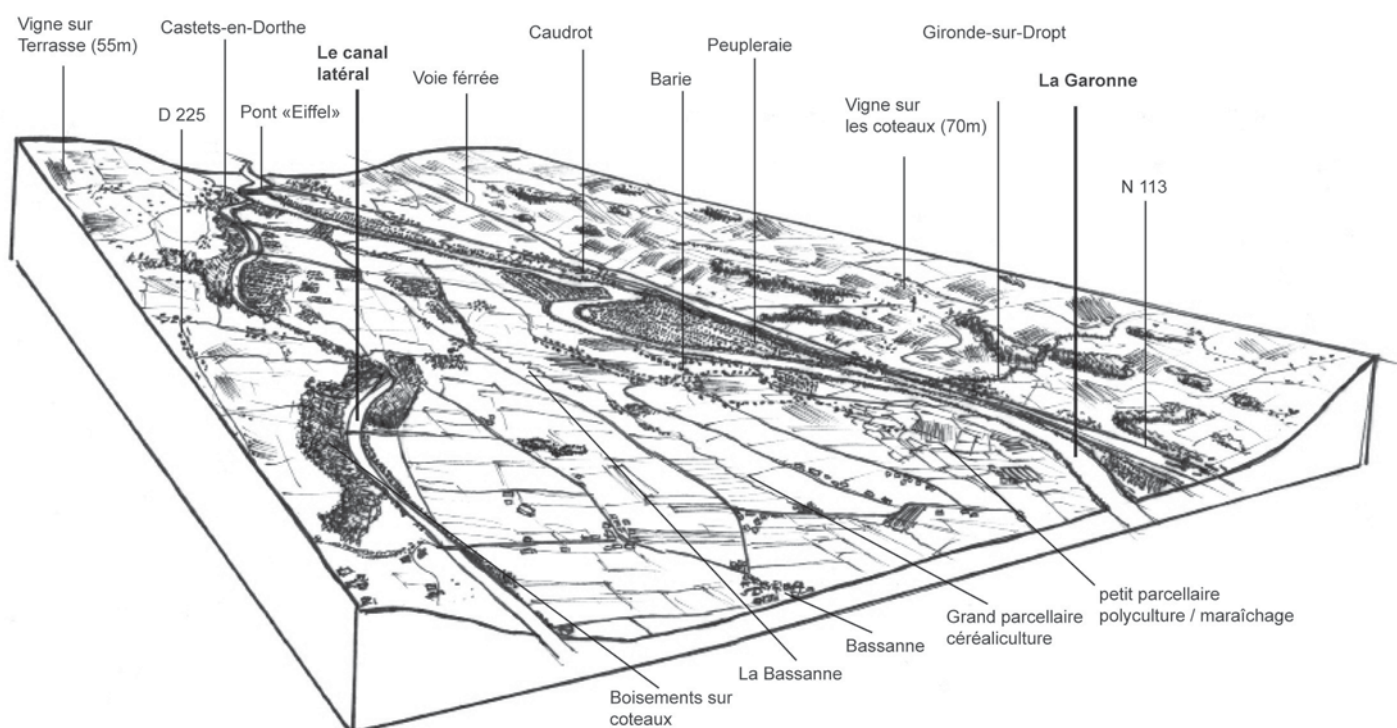 Vigne sur
Terrasse (55m)
Castets-en-Dorthe
Le canal
latéral
Caudrot
Peupleraie
Gironde-sur-Dropt
Voie férrée
Barie
La Garonne
D 225
Pont «Eiffel»
Vigne sur
les coteaux (70m)
N 113
petit parcellaire
polyculture / maraîchage
Grand parcellaire
céréaliculture
Bassanne
La Bassanne
Boisements sur
coteaux